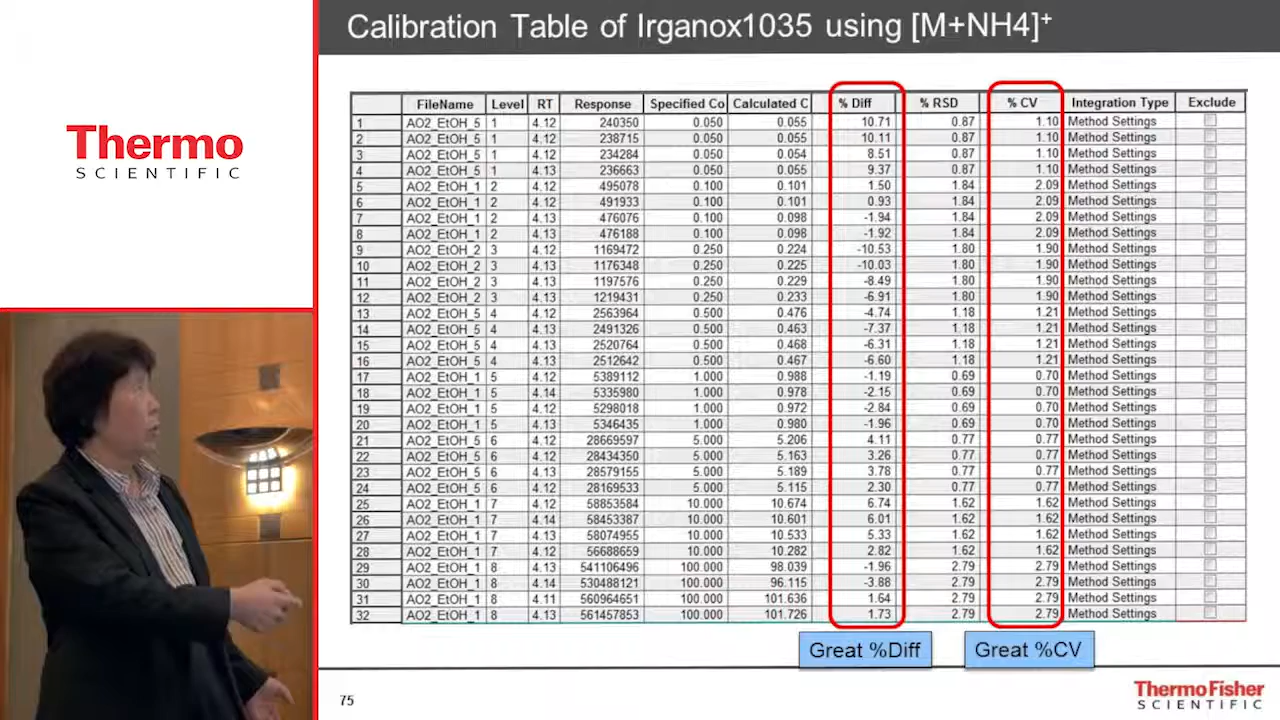 Calibration Table of Irganox1035 using [M+NH4]+
Thermo
SCIENTIFIC
FileName Level RT Response Specified Co Calculated C % Diff % RSD % CV Integration Type Exclude
1 AO2_EtOH_5 1 4.12 240350 0.050 0.055 10.71 0.87 1.10 Method Settings
2 AO2_EtOH_5 1 4.12 238715 0.050 0.055 10.11 0.87 1.10 Method Settings
3 AO2_EtOH_5 1 4.12 234284 0.050 0.054 8.51 0.87 1.10 Method Settings
4 AO2_EtOH_5 1 4.13 236663 0.050 0.055 9.37 0.87 1.10 Method Settings
5 AO2_EtOH_1 2 4.12 495078 0.100 0.101 1.50 1.84 2.09 Method Settings
6 AO2_EtOH_1 2 4.12 491933 0.100 0.101 0.93 1.84 2.09 Method Settings
7 AO2_EtOH_1 2 4.13 476076 0.100 0.098 -1.94 1.84 2.09 Method Settings
8 AO2_EtOH_1 2 4.13 476188 0.100 0.098 -1.92 1.84 2.09 Method Settings
9 AO2_EtOH_2 3 4.12 1169472 0.250 0.224 -10.53 1.80 1.90 Method Settings
10 AO2_EtOH_2 3 4.13 1176348 0.250 0.225 -10.03 1.80 1.90 Method Settings
11 AO2_EtOH_2 3 4.13 1197576 0.250 0.229 -8.49 1.80 1.90 Method Settings
12 AO2_EtOH_2 3 4.13 1219431 0.250 0.233 -6.91 1.80 1.90 Method Settings
13 AO2_EtOH_5 4 4.12 2563964 0.500 0.476 -4.74 1.18 1.21 Method Settings
14 AO2_EtOH_5 4 4.13 2491326 0.500 0.463 -7.37 1.18 1.21 Method Settings
15 AO2_EtOH_5 4 4.13 2520764 0.500 0.468 -6.31 1.18 1.21 Method Settings
16 AO2_EtOH_5 4 4.13 2512642 0.500 0.467 -6.60 1.18 1.21 Method Settings
17 AO2_EtOH_1 5 4.12 5389112 1.000 0.988 -1.19 0.69 0.70 Method Settings
18 AO2_EtOH_1 5 4.14 5335980 1.000 0.978 -2.15 0.69 0.70 Method Settings
19 AO2_EtOH_1 5 4.12 5298018 1.000 0.972 -2.84 0.69 0.70 Method Settings
20 AO2_EtOH_1 5 4.13 5346435 1.000 0.980 -1.96 0.69 0.70 Method Settings
21 AO2_EtOH_5 6 4.12 28669597 5.000 5.206 4.11 0.77 0.77 Method Settings
22 AO2_EtOH_5 6 4.12 28434350 5.000 5.163 3.26 0.77 0.77 Method Settings
23 AO2_EtOH_5 6 4.13 28579155 5.000 5.189 3.78 0.77 0.77 Method Settings
24 AO2_EtOH_5 6 4.12 28169533 5.000 5.115 2.30 0.77 0.77 Method Settings
25 AO2_EtOH_1 7 4.12 58853584 10.000 10.674 6.74 1.62 1.62 Method Settings
26 AO2_EtOH_1 7 4.14 58453387 10.000 10.601 6.01 1.62 1.62 Method Settings
27 AO2_EtOH_1 7 4.13 58074955 10.000 10.533 5.33 1.62 1.62 Method Settings
28 AO2_EtOH_1 7 4.12 56688659 10.000 10.282 2.82 1.62 1.62 Method Settings
29 AO2_EtOH_1 8 4.13 541106496 100.000 98.039 -1.96 2.79 2.79 Method Settings
30 AO2_EtOH_1 8 4.14 530488121 100.000 96.115 -3.88 2.79 2.79 Method Settings
31 AO2_EtOH_1 8 4.11 560964651 100.000 101.636 1.64 2.79 2.79 Method Settings
32 AO2_EtOH_1 8 4.13 561457853 100.000 101.726 1.73 2.79 2.79 Method Settings
Great %Diff Great %CV
75
ThermoFisher
SCIENTIFIC